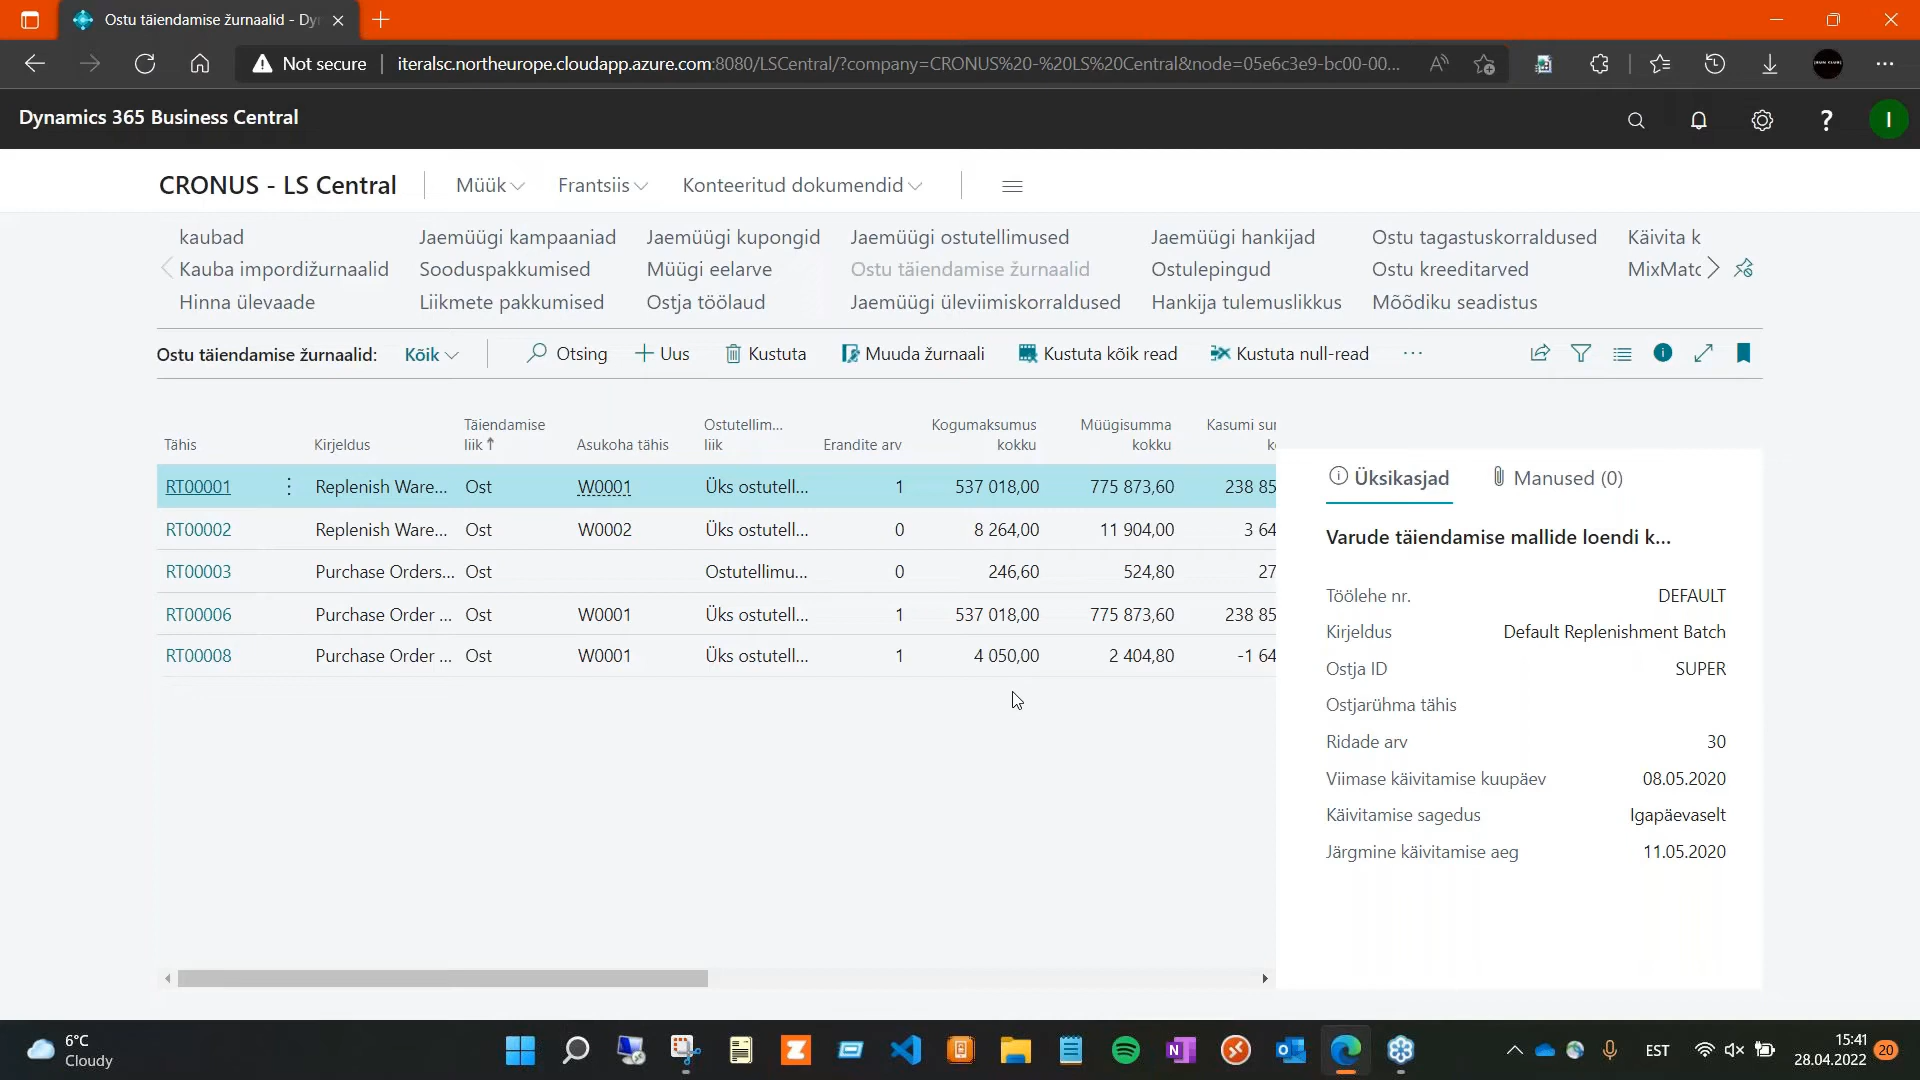 Ostu täiendamise žurnaalid - Dy
Not secure
iteralsc.northeurope.cloudapp.azure.com:8080/LSCentral/?company=CRONUS%20-%20LS%20Central&node=05e6c3e9-bc00-00...
Dynamics 365 Business Central
I
CRONUS - LS Central
Müük
Frantsiis
Konteeritud dokumendid
kaubad Jaemüügi kampaaniad Jaemüügi kupongid Jaemüügi ostutellimused Jaemüügi hankijad Ostu tagastuskorraldused Käivita k
Kauba impordižurnaalid Sooduspakkumised Müügi eelarve Ostu täiendamise žurnaalid Ostulepingud Ostu kreeditarved MixMatc
Hinna ülevaade Liikmete pakkumised Ostja töölaud Jaemüügi üleviimiskorraldused Hankija tulemuslikkus Mõõdiku seadistus
Ostu täiendamise žurnaalid: Kõik Otsing Uus Kustuta Muuda žurnaali Kustuta kõik read Kustuta null-read ...
Tähis Kirjeldus Täiendamise liik Asukoha tähis Ostutellim... liik Erandite arv Kogumaksumus kokku Müügisumma kokku Kasumi sur
RT00001 Replenish Ware... Ost W0001 Üks ostutell... 1 537 018,00 775 873,60 238 85
RT00002 Replenish Ware... Ost W0002 Üks ostutell... 0 8 264,00 11 904,00 3 64
RT00003 Purchase Orders... Ost Ostutellimu... 0 246,60 524,80 27
RT00006 Purchase Order ... Ost W0001 Üks ostutell... 1 537 018,00 775 873,60 238 85
RT00008 Purchase Order ... Ost W0001 Üks ostutell... 1 4 050,00 2 404,80 -1 64
Üksikasjad Manused (0)
Varude täiendamise mallide loendi k...
Töölehe nr. DEFAULT
Kirjeldus Default Replenishment Batch
Ostja ID SUPER
Ostjarühma tähis
Ridade arv 30
Viimase käivitamise kuupäev 08.05.2020
Käivitamise sagedus Igapäevaselt
Järgmine käivitamise aeg 11.05.2020
6°C
Cloudy
EST
15:41
28.04.2022
20